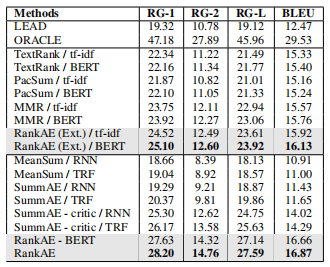 Methods RG-1 RG-2 RG-L BLEU
LEAD 19.32 10.78 19.12 12.47
ORACLE 47.18 27.89 45.96 29.53
TextRank / tf-idf 22.34 11.22 21.49 15.33
TextRank / BERT 22.16 11.34 21.77 15.40
PacSum / tf-idf 21.87 10.82 21.01 15.16
PacSum / BERT 22.10 11.05 21.33 15.24
MMR / tf-idf 23.75 12.11 22.94 15.57
MMR / BERT 23.92 12.27 23.06 15.76
RankAE (Ext.) / tf-idf 24.52 12.49 23.61 15.92
RankAE (Ext.) / BERT 25.10 12.60 23.92 16.13
MeanSum / RNN 18.66 8.39 18.13 10.91
MeanSum / TRF 19.04 8.92 18.57 11.00
SummAE / RNN 19.29 9.21 18.87 11.43
SummAE / TRF 20.37 9.81 19.86 11.65
SummAE - critic / RNN 25.30 12.62 24.75 14.02
SummAE - critic / TRF 26.17 13.58 25.63 14.29
RankAE - BERT 27.63 14.32 27.14 16.66
RankAE 28.20 14.76 27.59 16.87